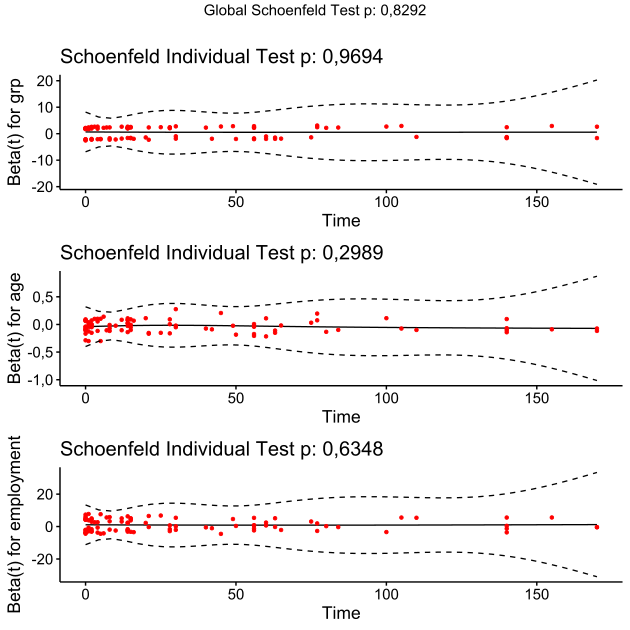 Global Schoenfeld Test p: 0,8292
Schoenfeld Individual Test p: 0,9694
Beta(t) for grp
20
10
0
-10
-20
0 50 100 150
Time
Schoenfeld Individual Test p: 0,2989
Beta(t) for age
0,5
0,0
-0,5
-1,0
0 50 100 150
Time
Schoenfeld Individual Test p: 0,6348
Beta(t) for employment
20
0
-20
0 50 100 150
Time